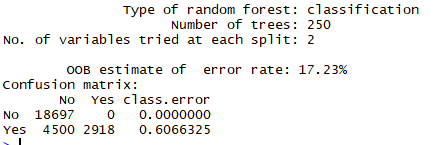 Type of random forest: classification
Number of trees: 250
No. of variables tried at each split: 2
OOB estimate of  error rate: 17.23%
Confusion matrix:
No  Yes class.error
No  18697    0   0.0000000
Yes  4500 2918   0.6066325
>